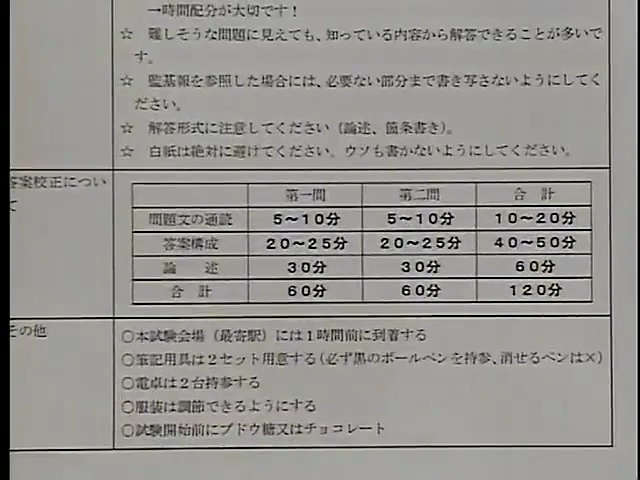 →時間配分が大切です！
☆ 難しそうな問題に見えても、知っている内容から解答できることが多いで
す。
☆ 監基報を参照した場合には、必要ない部分まで書き写さないようにしてく
ださい。
☆ 解答形式に注意してください（論述、箇条書き）。
☆ 白紙は絶対に避けてください。ウソも書かないようにしてください。
答案校正につい
て
第一問 第二問 合 計
問題文の通読 5～10分 5～10分 10～20分
答案構成 20～25分 20～25分 40～50分
論 述 30分 30分 60分
合 計 60分 60分 120分
その他
○本試験会場（最寄駅）には1時間前に到着する
○筆記用具は2セット用意する（必ず黒のボールペンを持参、消せるペンは×）
○電卓は2台持参する
○服装は調節できるようにする
○試験開始前にブドウ糖又はチョコレート